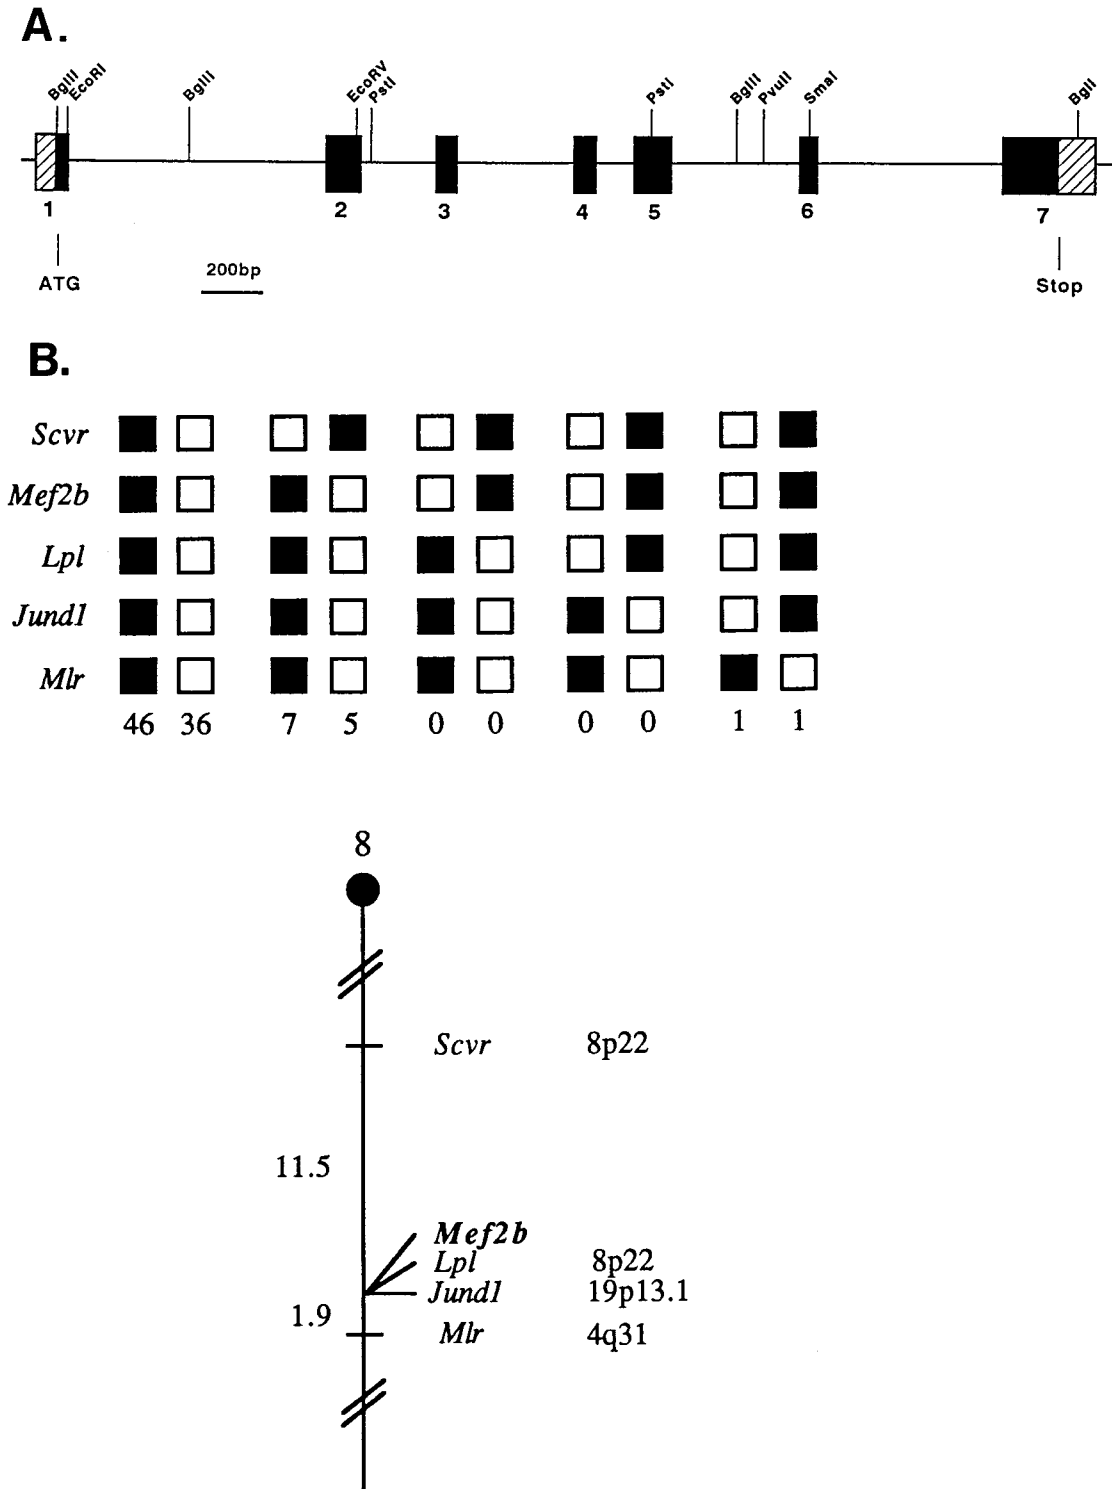 A.
BglII EcoRI BglII EcoRV PstI PstI BglII PvuII SmaI BglI
1 2 3 4 5 6 7
ATG 200bp Stop
B.
Scvr
Mef2b
Lpl
Jund1
Mlr
46 36 7 5 0 0 0 0 1 1
8
Scvr 8p22
11.5
Mef2b
Lpl 8p22
Jund1 19p13.1
1.9
Mlr 4q31